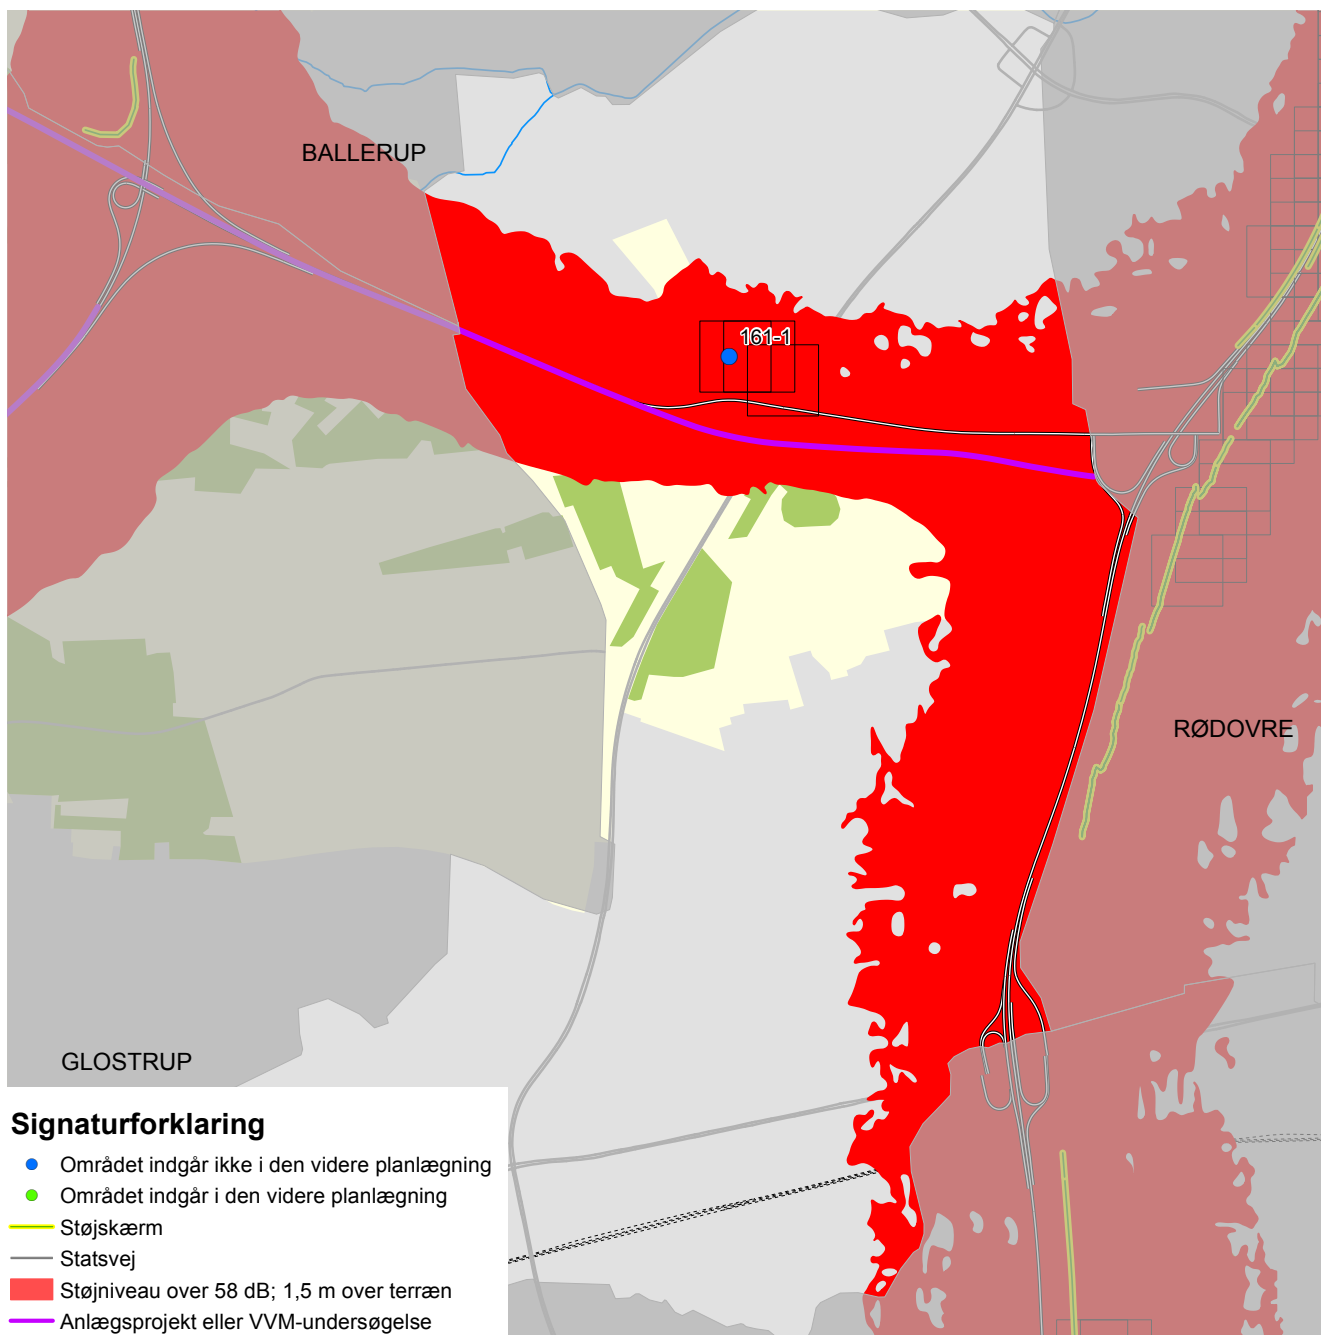 BALLERUP
161-1
RØDOVRE
GLOSTRUP
Signaturforklaring
Området indgår ikke i den videre planlægning
Området indgår i den videre planlægning
Støjskærm
Statsvej
Støjniveau over 58 dB; 1,5 m over terræn
Anlægsprojekt eller VVM-undersøgelse